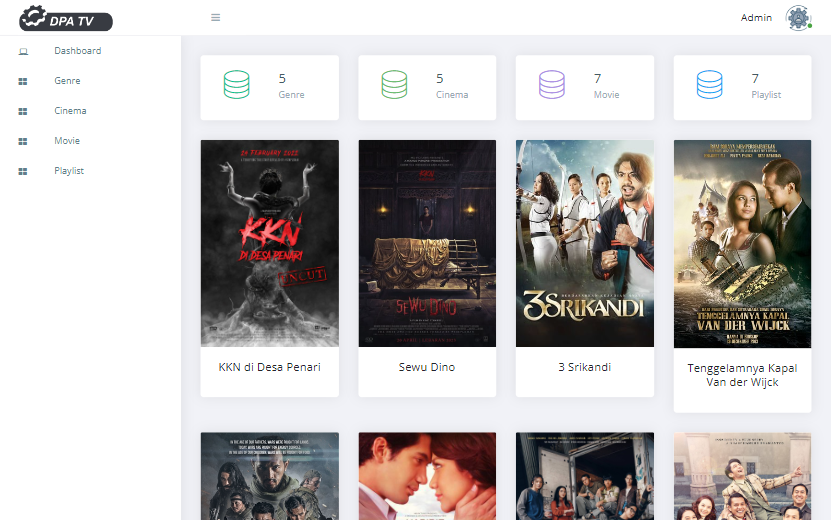 DPA TV
Admin
Dashboard
Genre
Cinema
Movie
Playlist
5
Genre
5
Cinema
7
Movie
7
Playlist
24 FEBRUARY 2022
KKN
DI DESA PENARI
UNCUT
KKN di Desa Penari
KKN
SEWU DINO
Sewu Dino
3 SRIKANDI
3 Srikandi
TENGGELAMNYA KAPAL
VAN DER WIJCK
Tenggelamnya Kapal
Van der Wijck